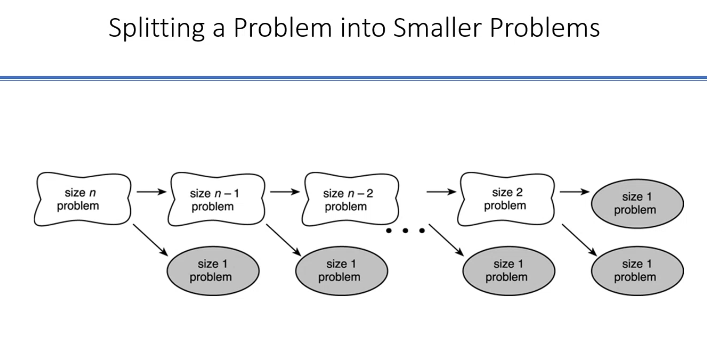 Splitting a Problem into Smaller Problems
size n
problem
size n – 1
problem
size n – 2
problem
size 2
problem
size 1
problem
• • •
size 1
problem
size 1
problem
size 1
problem
size 1
problem